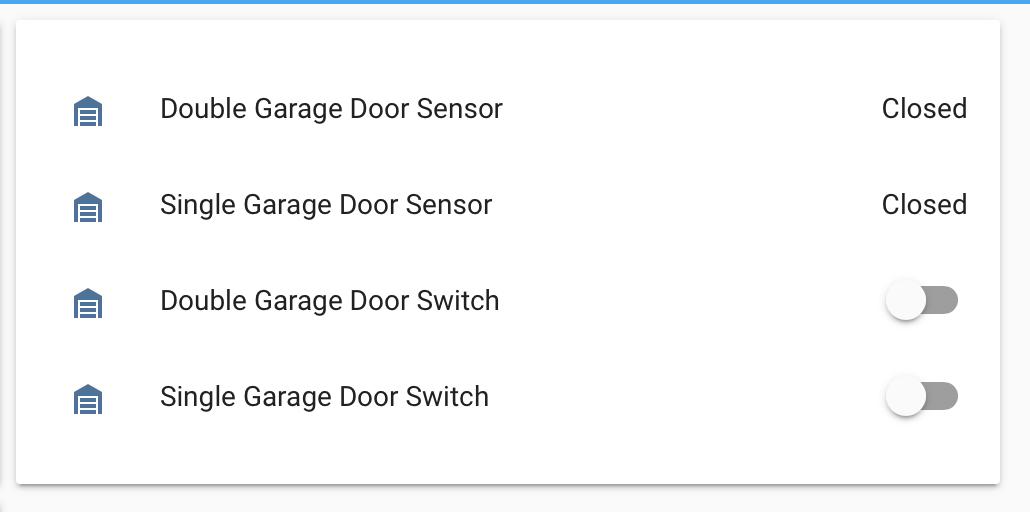 Double Garage Door Sensor Closed
Single Garage Door Sensor Closed
Double Garage Door Switch
Single Garage Door Switch